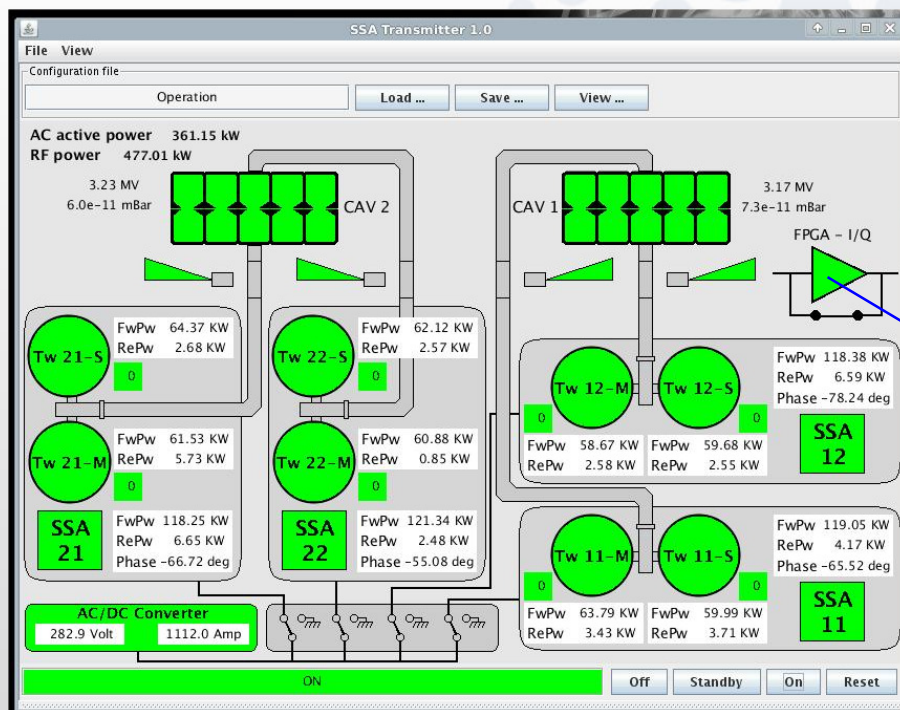 SSA Transmitter 1.0
File View
Configuration file
Operation
Load ...
Save ...
View ...
AC active power 361.15 kW
RF power 477.01 kW
3.23 MV
6.0e-11 mBar
CAV 2
CAV 1
3.17 MV
7.3e-11 mBar
FPGA - I/Q
Tw 21-S
FwPw 64.37 KW
RePw 2.68 KW
0
Tw 21-M
FwPw 61.53 KW
RePw 5.73 KW
0
SSA
21
FwPw 118.25 KW
RePw 6.65 KW
Phase -66.72 deg
Tw 22-S
FwPw 62.12 KW
RePw 2.57 KW
0
Tw 22-M
FwPw 60.88 KW
RePw 0.85 KW
0
SSA
22
FwPw 121.34 KW
RePw 2.48 KW
Phase -55.08 deg
Tw 12-M
Tw 12-S
0
0
FwPw 58.67 KW
RePw 2.58 KW
FwPw 59.68 KW
RePw 2.55 KW
FwPw 118.38 KW
RePw 6.59 KW
Phase -78.24 deg
SSA
12
Tw 11-M
Tw 11-S
0
0
FwPw 63.79 KW
RePw 3.43 KW
FwPw 59.99 KW
RePw 3.71 KW
FwPw 119.05 KW
RePw 4.17 KW
Phase -65.52 deg
SSA
11
AC/DC Converter
282.9 Volt
1112.0 Amp
ON
Off
Standby
On
Reset